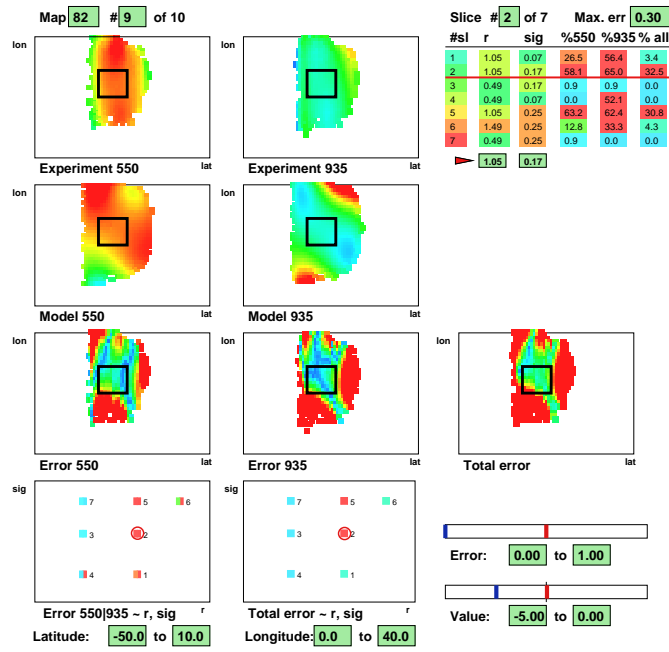 Map 82 # 9 of 10
Slice # 2 of 7 Max. err 0.30
#sl r sig %550 %935 % all
1 1.05 0.07 26.5 56.4 3.4
2 1.05 0.17 58.1 65.0 32.5
3 0.49 0.17 0.9 0.9 0.0
4 0.49 0.07 0.0 52.1 0.0
5 1.05 0.25 63.2 62.4 30.8
6 1.49 0.25 12.8 33.3 4.3
7 0.49 0.25 0.9 0.0 0.0
1.05 0.17
lon lat
Experiment 550
lon lat
Experiment 935
lon
Model 550
lat
lon
Model 935
lon
Error 550
lat
lon
Error 935
lat
Total error
lat
sig
7 5 6
3 2
4 1
Error 550|935 ~ r, sig
r
7 5 6
3 2
4 1
Total error ~ r, sig
r
Error: 0.00 to 1.00
Value: -5.00 to 0.00
Latitude: -50.0 to 10.0
Longitude: 0.0 to 40.0